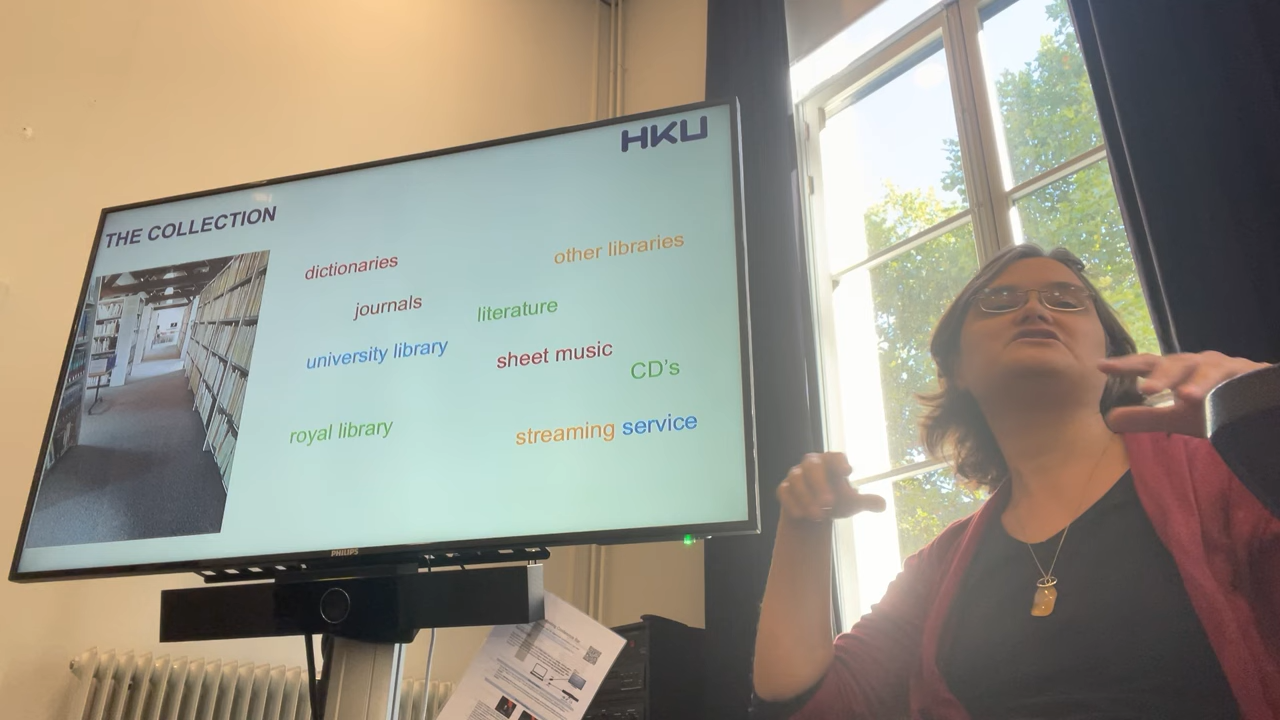 HKU
THE COLLECTION
dictionaries
other libraries
journals
literature
university library
sheet music
CD's
royal library
streaming service
PHILIPS